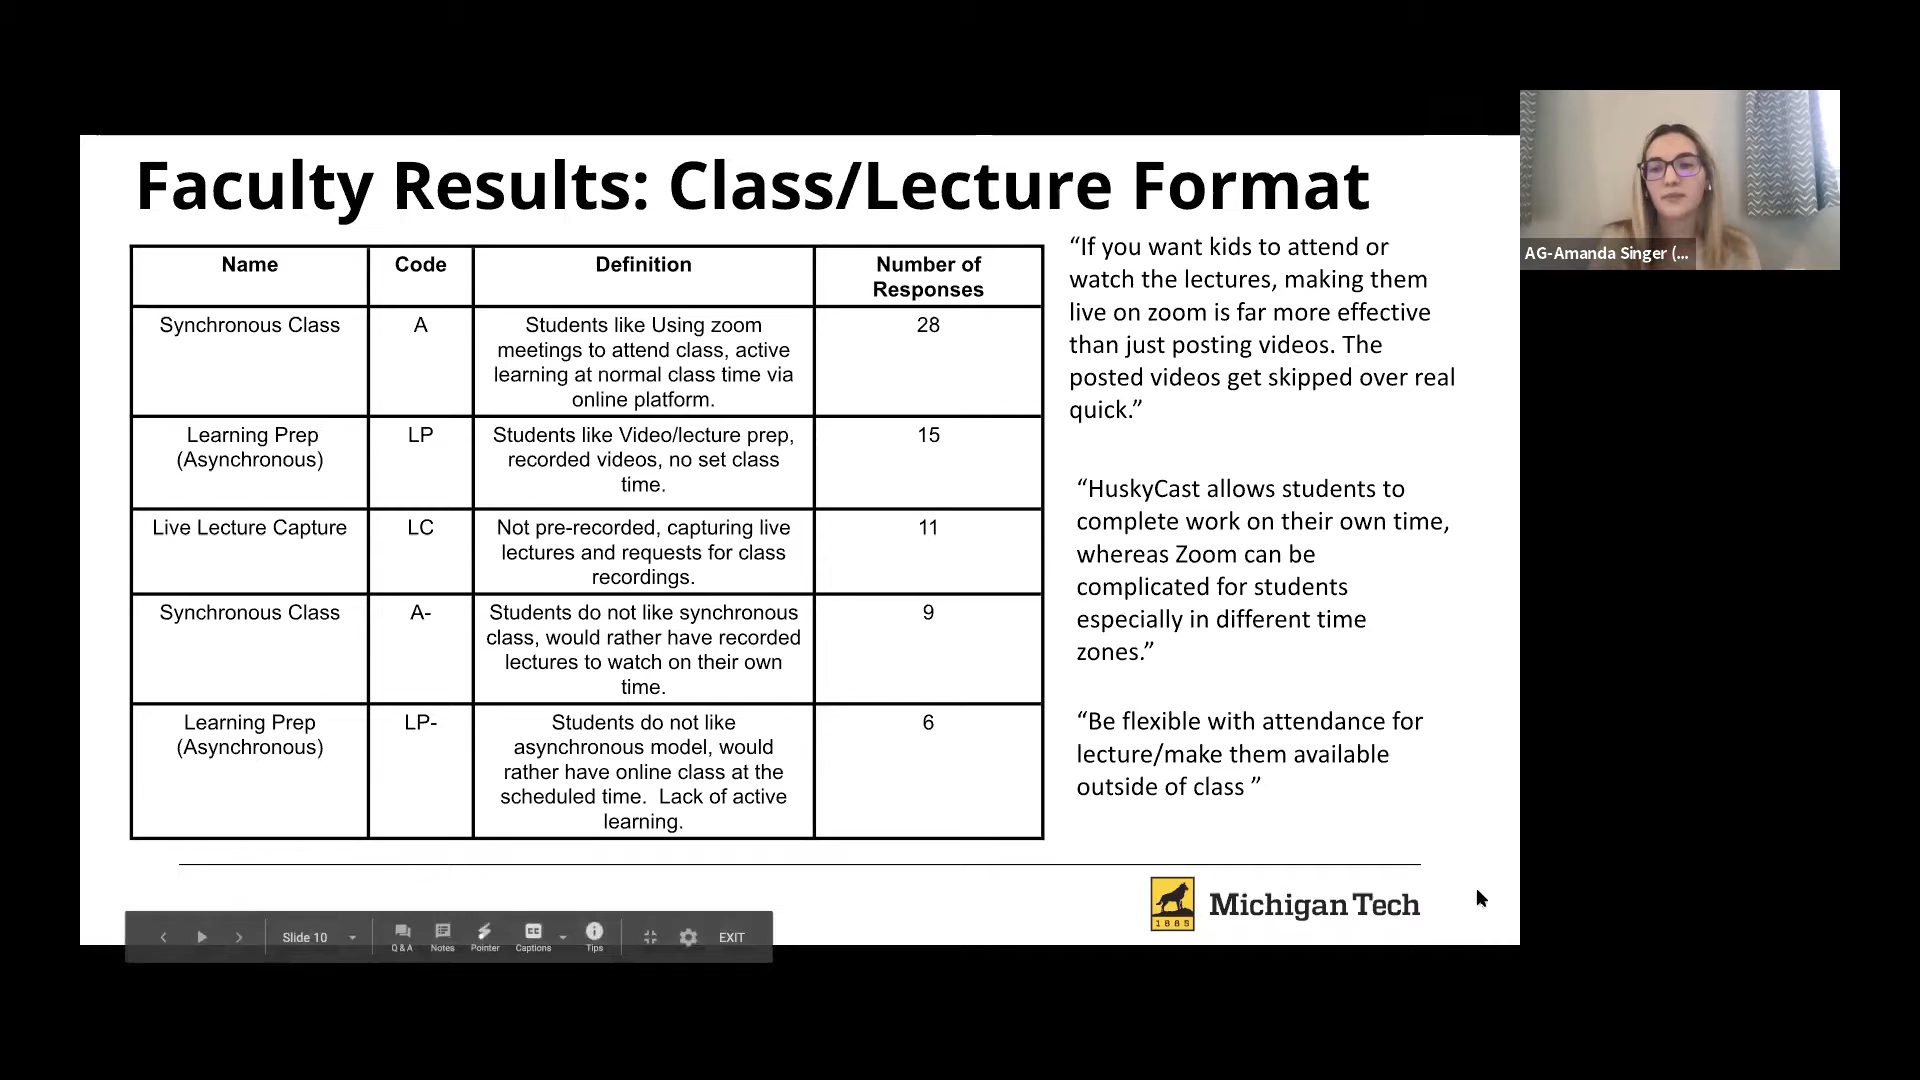 Faculty Results: Class/Lecture Format
Name
Code
Definition
Number of
Responses
Synchronous Class
A
Students like Using zoom
meetings to attend class, active
learning at normal class time via
online platform.
28
Learning Prep
(Asynchronous)
LP
Students like Video/lecture prep,
recorded videos, no set class
time.
15
Live Lecture Capture
LC
Not pre-recorded, capturing live
lectures and requests for class
recordings.
11
Synchronous Class
A-
Students do not like synchronous
class, would rather have recorded
lectures to watch on their own
time.
9
Learning Prep
(Asynchronous)
LP-
Students do not like
asynchronous model, would
rather have online class at the
scheduled time.  Lack of active
learning.
6
“If you want kids to attend or
watch the lectures, making them
live on zoom is far more effective
than just posting videos. The
posted videos get skipped over real
quick.”
“HuskyCast allows students to
complete work on their own time,
whereas Zoom can be
complicated for students
especially in different time
zones.”
“Be flexible with attendance for
lecture/make them available
outside of class ”
AG-Amanda Singer (...
1885
Michigan Tech
Slide 10
Q & A
Notes
Pointer
CC
Captions
Tips
EXIT